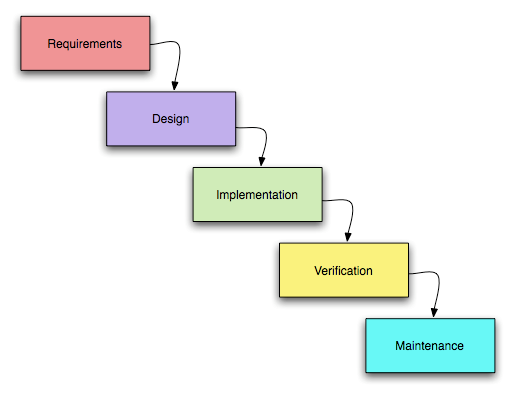 Requirements
Design
Implementation
Verification
Maintenance